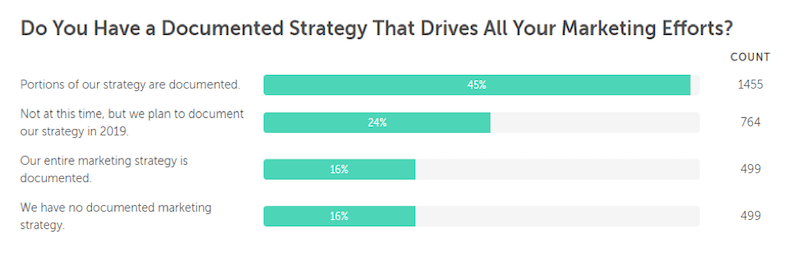 Do You Have a Documented Strategy That Drives All Your Marketing Efforts?
COUNT
Portions of our strategy are documented. 45% 1455
Not at this time, but we plan to document
our strategy in 2019. 24% 764
Our entire marketing strategy is
documented. 16% 499
We have no documented marketing
strategy. 16% 499